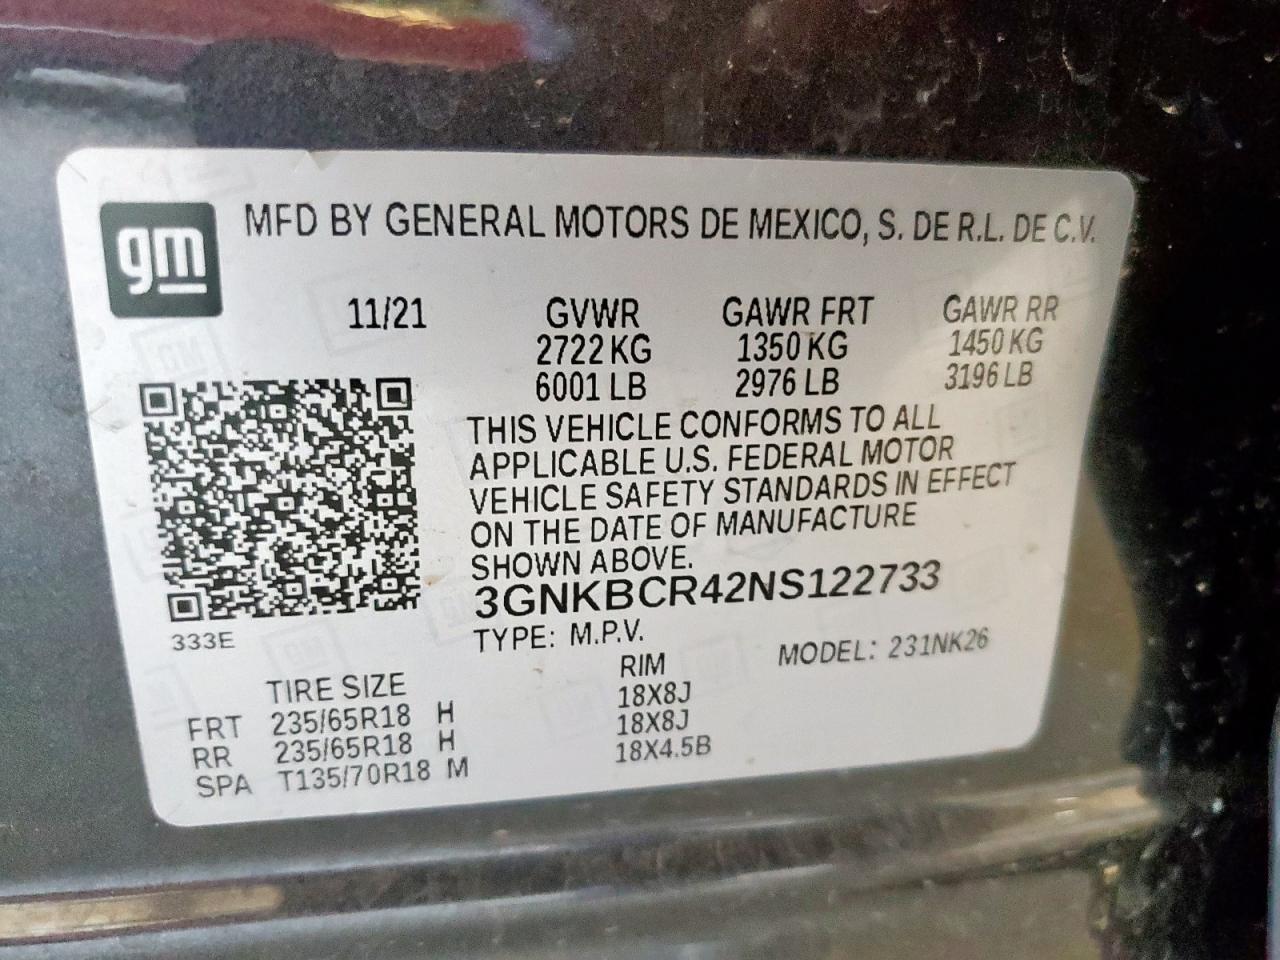 gm
MFD BY GENERAL MOTORS DE MEXICO, S. DE R.L. DE C.V.
11/21 GVWR GAWR FRT GAWR RR
2722 KG 1350 KG 1450 KG
6001 LB 2976 LB 3196 LB
THIS VEHICLE CONFORMS TO ALL
APPLICABLE U.S. FEDERAL MOTOR
VEHICLE SAFETY STANDARDS IN EFFECT
ON THE DATE OF MANUFACTURE
SHOWN ABOVE.
3GNKBCR42NS122733
333E
TYPE: M.P.V. MODEL: 231NK26
TIRE SIZE RIM
FRT 235/65R18 H 18X8J
RR 235/65R18 H 18X8J
SPA T135/70R18 M 18X4.5B